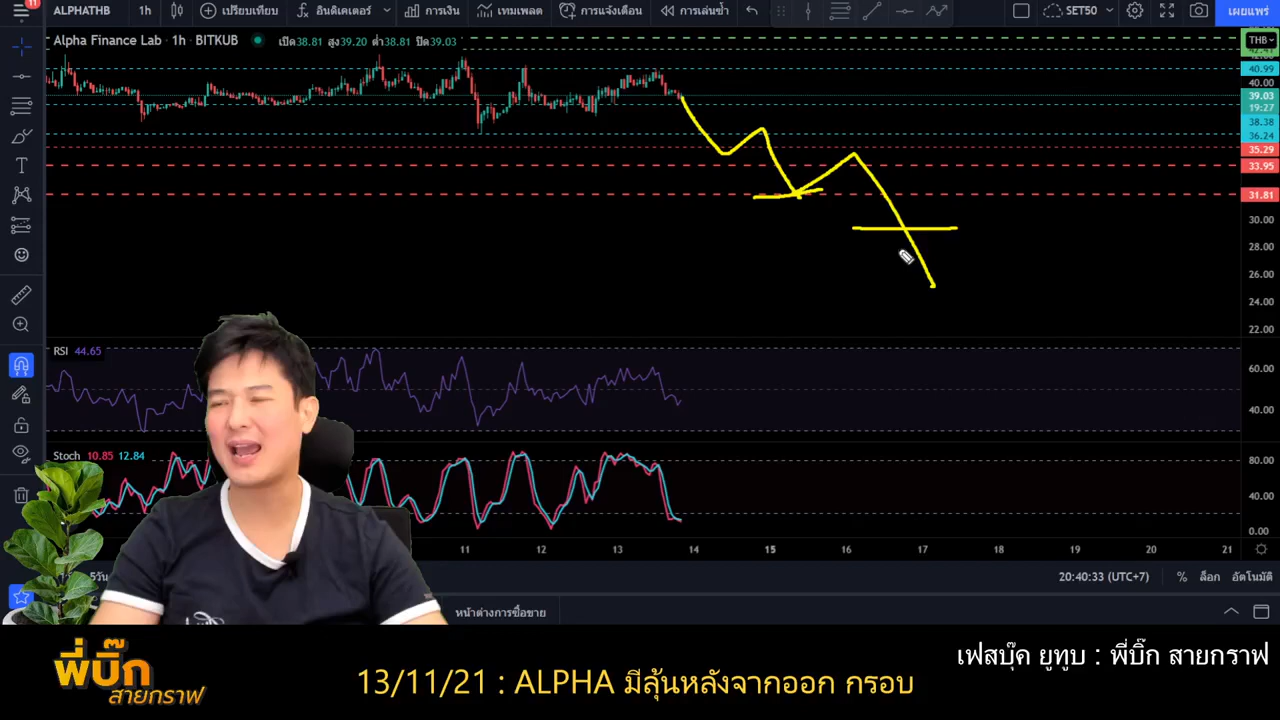 11
ALPHATHB 1h เปรียบเทียบ อินดิเคเตอร์ การเงิน เทมเพลต การแจ้งเตือน การเล่นซ้ำ SET50 เผยแพร่
Alpha Finance Lab · 1h · BITKUB เปิด38.81 สูง39.20 ต่ำ38.81 ปิด39.03
THB
40.99
40.00
39.03
19:27
38.38
36.24
35.29
33.95
31.81
30.00
28.00
26.00
24.00
22.00
RSI 44.65
60.00
40.00
Stoch 10.85 12.84
80.00
40.00
0.00
11 12 13 14 15 16 17 18 19 20 21
5วัน 20:40:33 (UTC+7) % ล็อก อัตโนมัติ
หน้าต่างการซื้อขาย
พี่บิ๊ก
สายกราฟ
เฟสบุ๊ค ยูทูบ : พี่บิ๊ก สายกราฟ
13/11/21 : ALPHA มีลุ้นหลังจากออก กรอบ